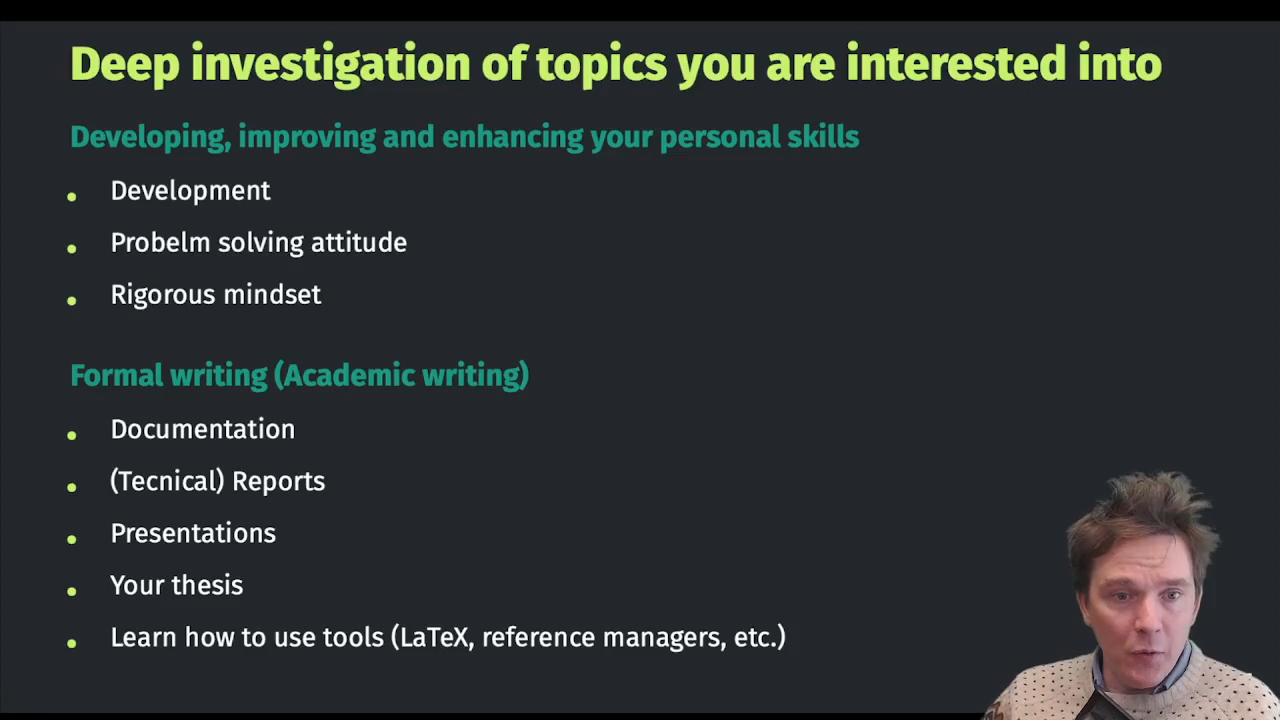 Deep investigation of topics you are interested into
Developing, improving and enhancing your personal skills
Development
Probelm solving attitude
Rigorous mindset
Formal writing (Academic writing)
Documentation
(Tecnical) Reports
Presentations
Your thesis
Learn how to use tools (LaTeX, reference managers, etc.)